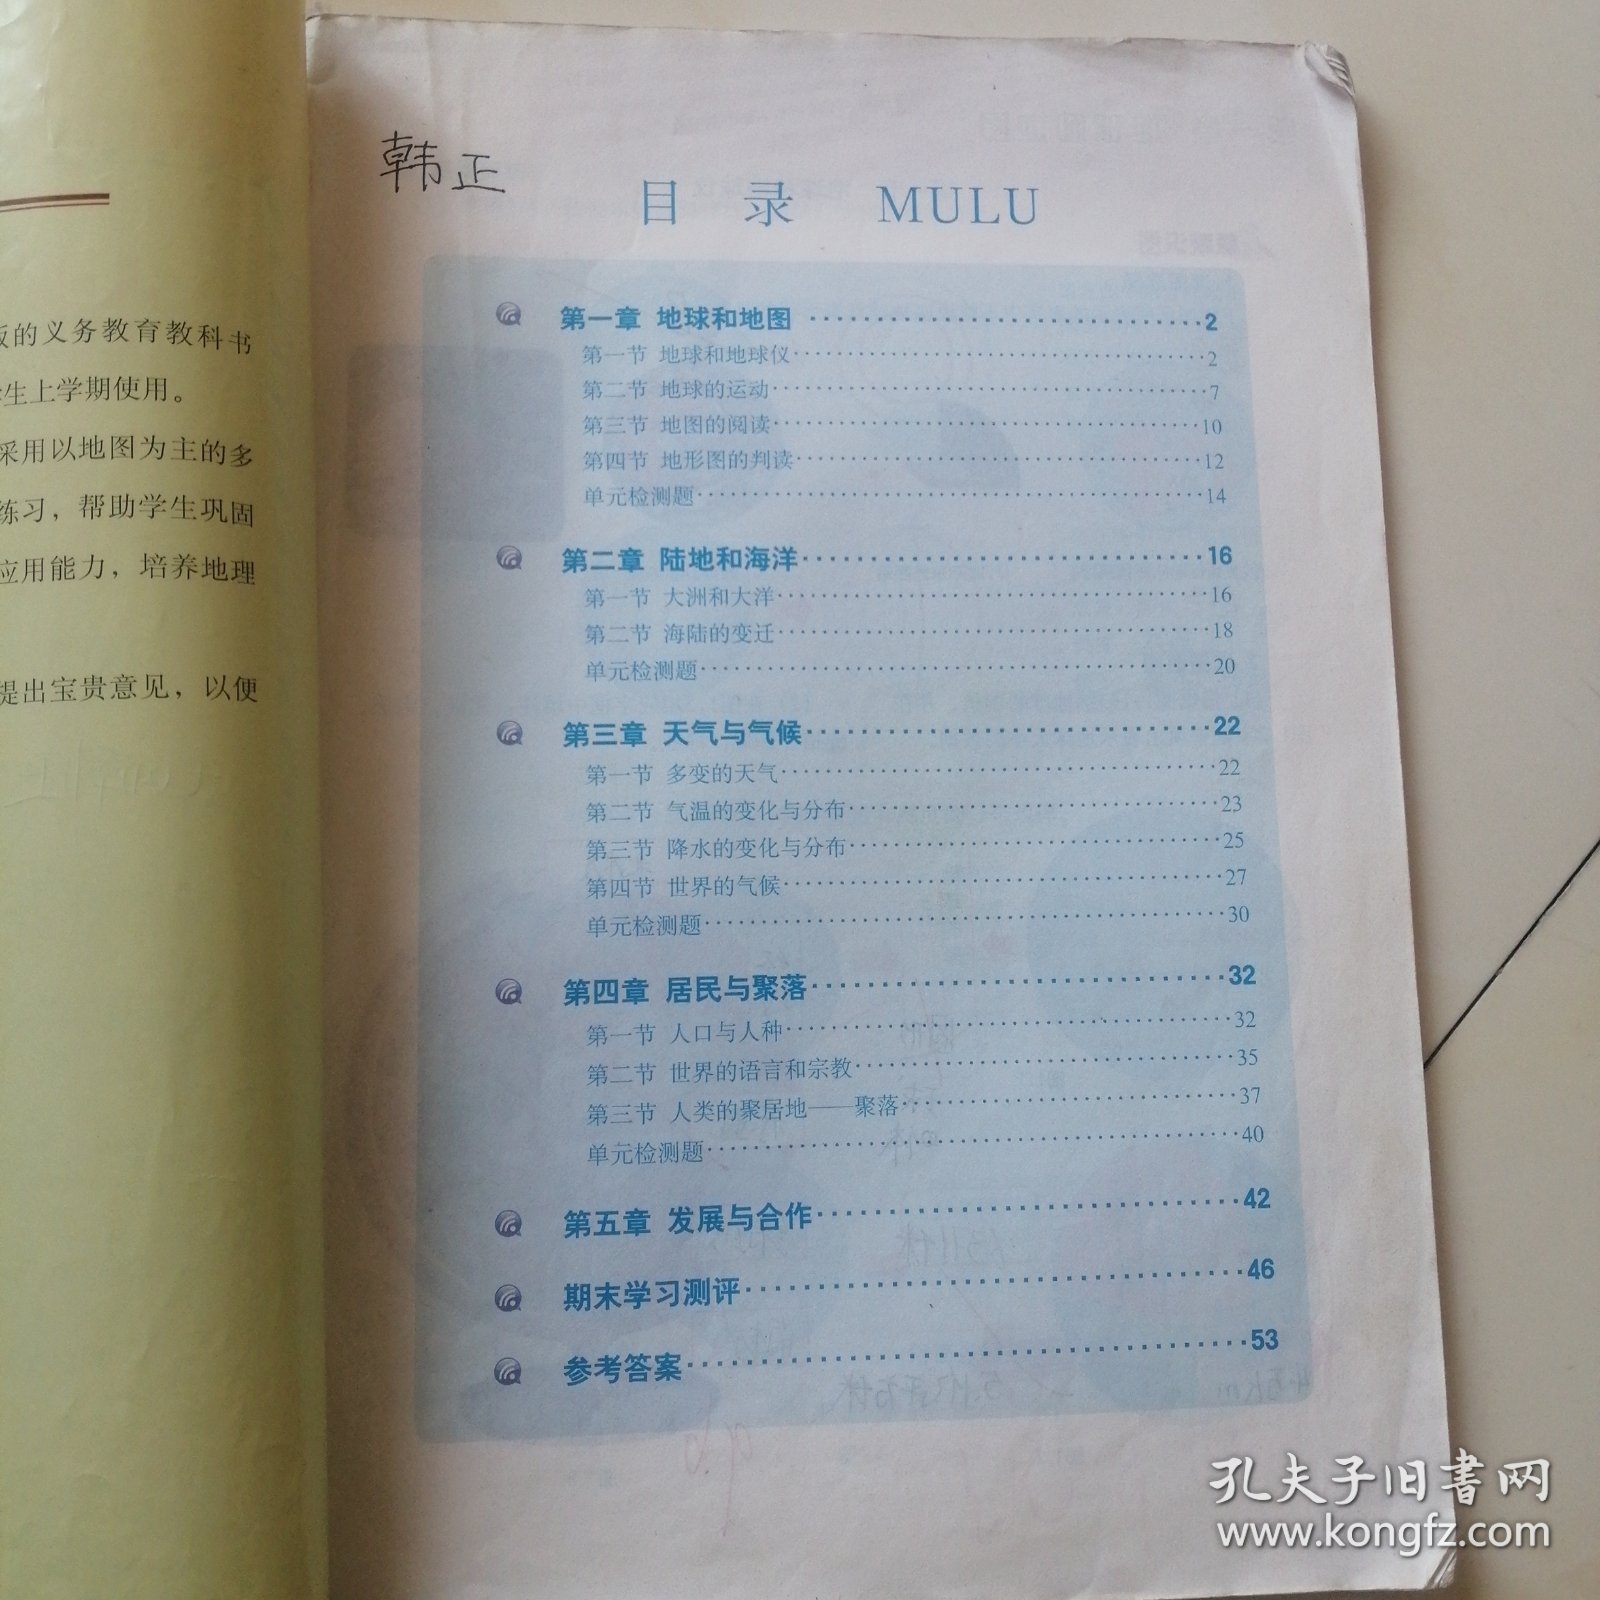 版的义务教育教科书
学生上学期使用。
采用以地图为主的多
练习，帮助学生巩固
应用能力，培养地理
提出宝贵意见，以便
韩正
目 录 MULU
第一章 地球和地图 2
第一节 地球和地球仪 2
第二节 地球的运动 7
第三节 地图的阅读 10
第四节 地形图的判读 12
单元检测题 14
第二章 陆地和海洋 16
第一节 大洲和大洋 16
第二节 海陆的变迁 18
单元检测题 20
第三章 天气与气候 22
第一节 多变的天气 22
第二节 气温的变化与分布 23
第三节 降水的变化与分布 25
第四节 世界的气候 27
单元检测题 30
第四章 居民与聚落 32
第一节 人口与人种 32
第二节 世界的语言和宗教 35
第三节 人类的聚居地——聚落 37
单元检测题 40
第五章 发展与合作 42
期末学习测评 46
参考答案 53
孔夫子旧书网
www.kongfz.com